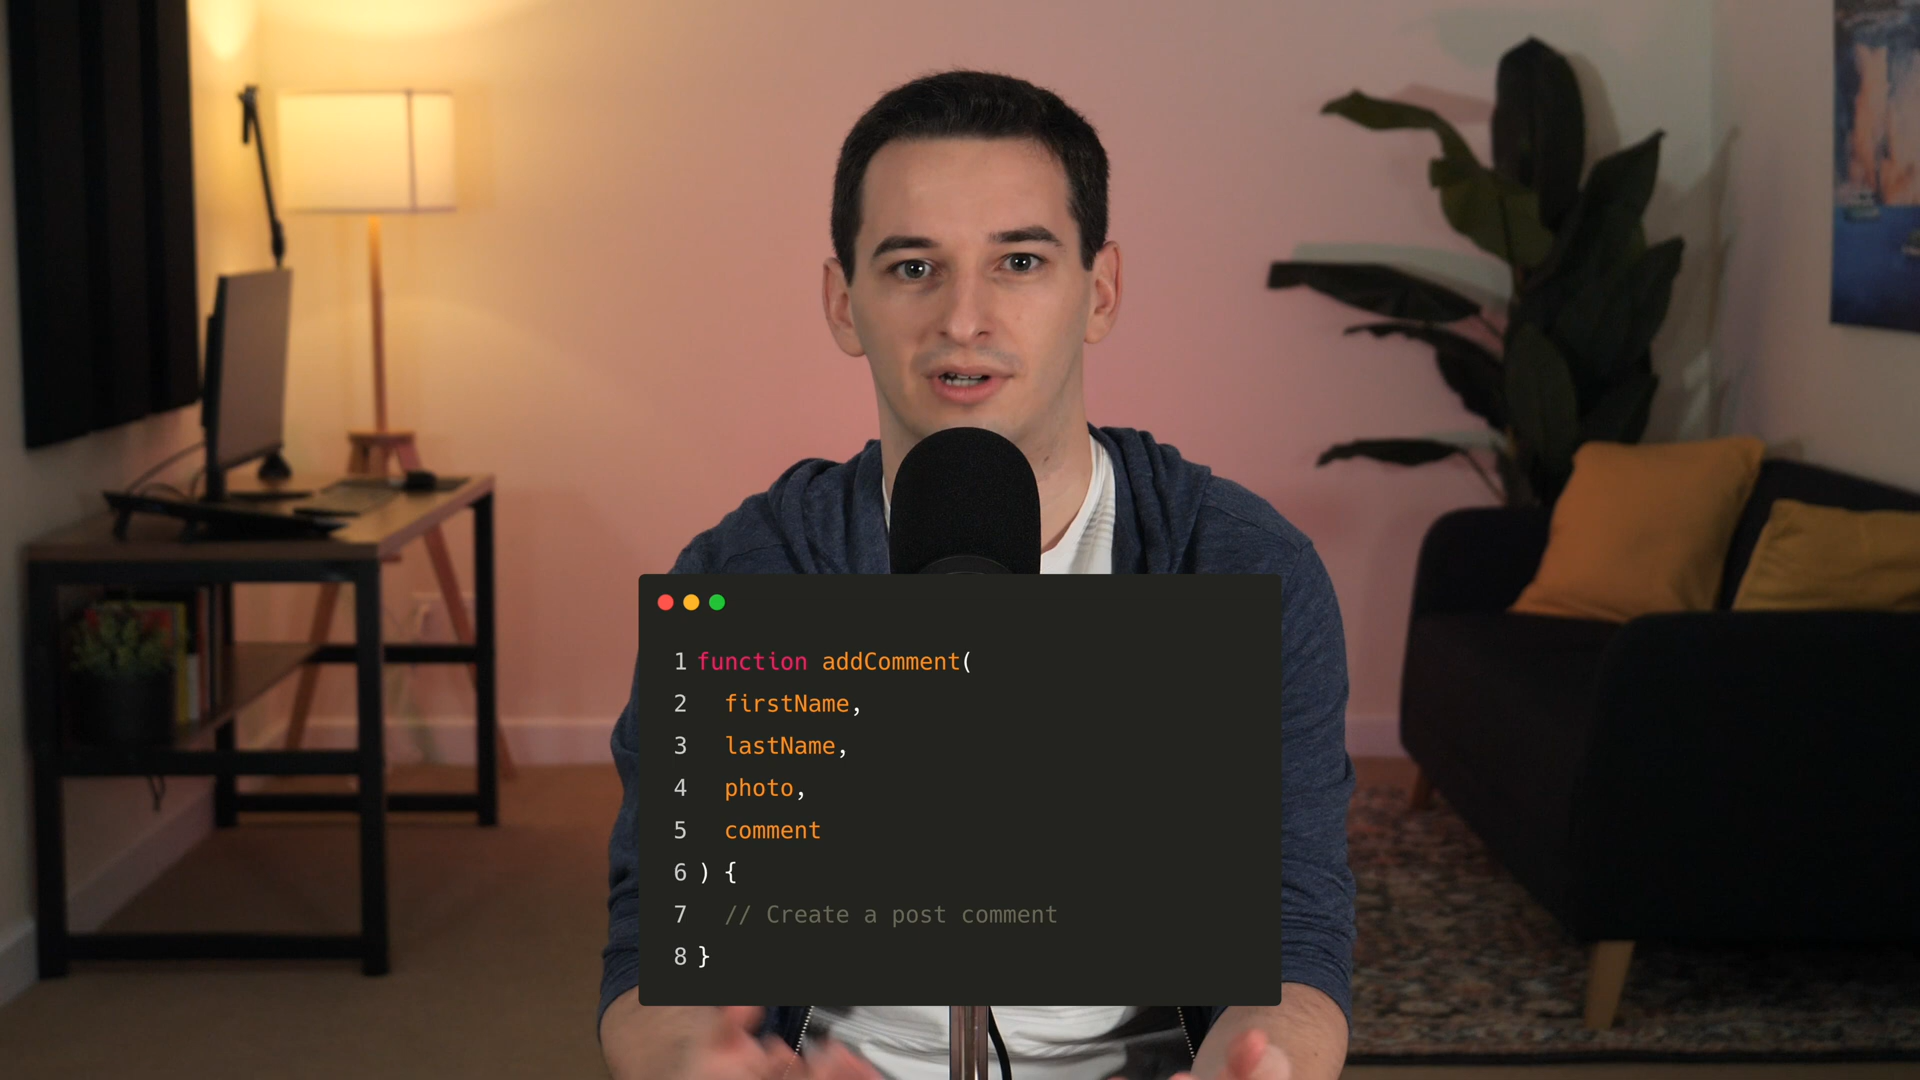 1 function addComment(
2 firstName,
3 lastName,
4 photo,
5 comment
6 ) {
7 // Create a post comment
8 }